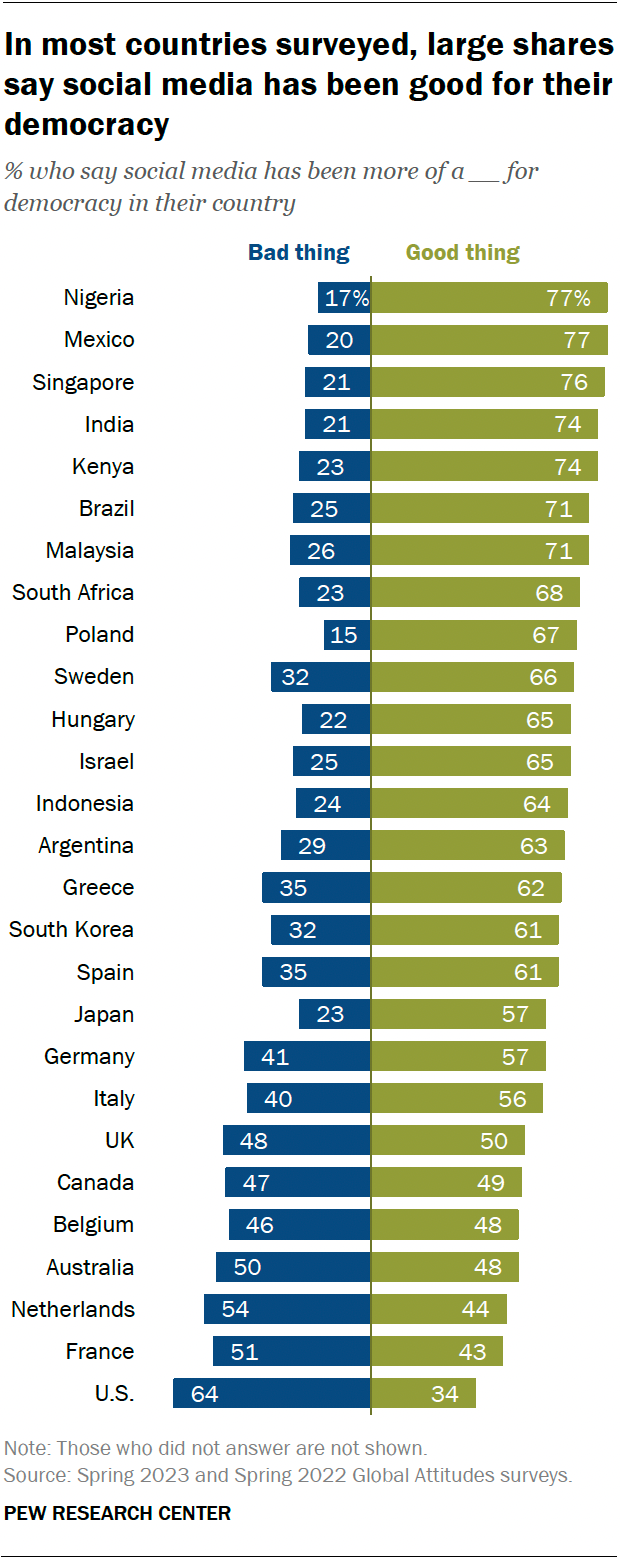 In most countries surveyed, large shares
say social media has been good for their
democracy
% who say social media has been more of a __ for
democracy in their country
Bad thing Good thing
Nigeria 17% 77%
Mexico 20 77
Singapore 21 76
India 21 74
Kenya 23 74
Brazil 25 71
Malaysia 26 71
South Africa 23 68
Poland 15 67
Sweden 32 66
Hungary 22 65
Israel 25 65
Indonesia 24 64
Argentina 29 63
Greece 35 62
South Korea 32 61
Spain 35 61
Japan 23 57
Germany 41 57
Italy 40 56
UK 48 50
Canada 47 49
Belgium 46 48
Australia 50 48
Netherlands 54 44
France 51 43
U.S. 64 34
Note: Those who did not answer are not shown.
Source: Spring 2023 and Spring 2022 Global Attitudes surveys.
PEW RESEARCH CENTER